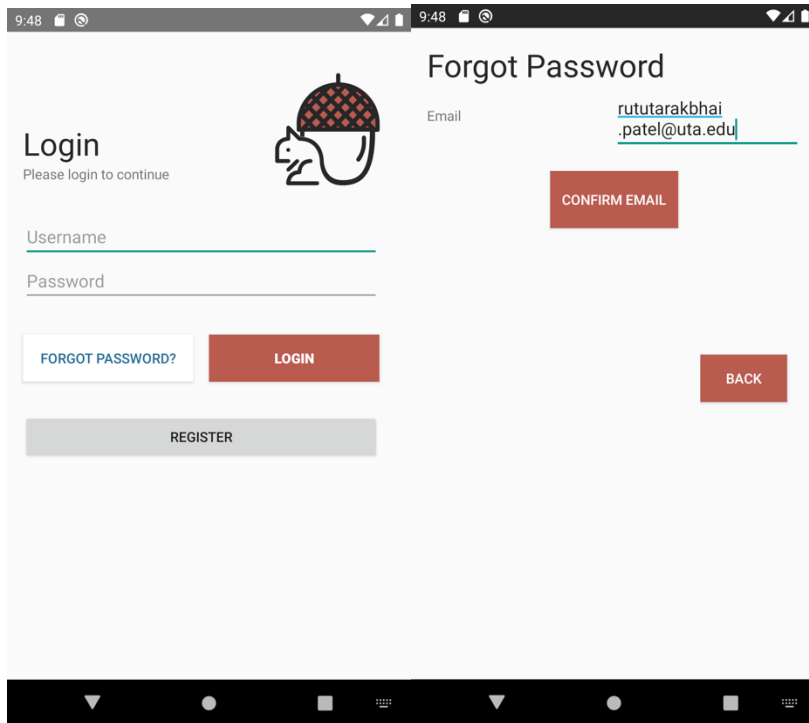 9:48
Login
Please login to continue
Username
Password
FORGOT PASSWORD?
LOGIN
REGISTER
9:48
Forgot Password
Email
rututarakbhai
.patel@uta.edu
CONFIRM EMAIL
BACK